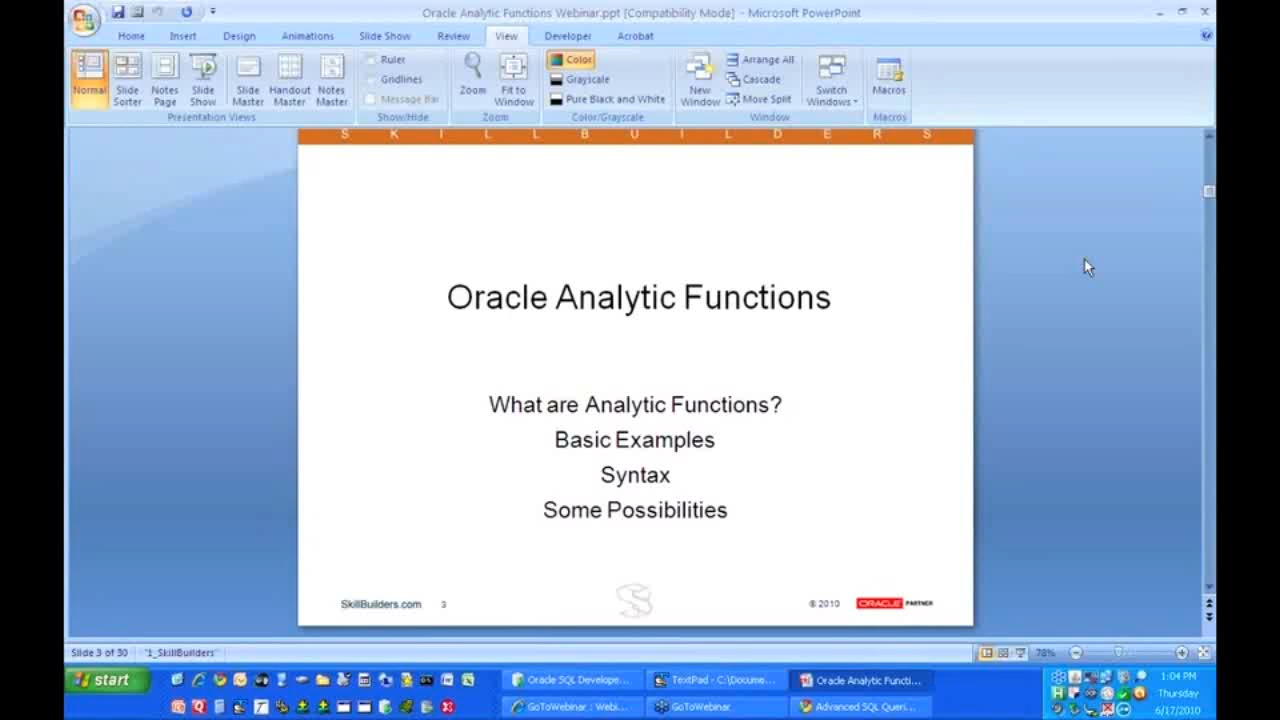 Oracle Analytic Functions Webinar.ppt [Compatibility Mode] - Microsoft PowerPoint
Home Insert Design Animations Slide Show Review View Developer Acrobat
Normal
Slide Sorter
Notes Page
Slide Show
Slide Master
Handout Master
Notes Master
Presentation Views
Ruler
Gridlines
Message Bar
Show/Hide
Zoom
Fit to Window
Zoom
Color
Grayscale
Pure Black and White
Color/Grayscale
New Window
Arrange All
Cascade
Move Split
Switch Windows
Window
Macros
Macros
S K I L L B U I L D E R S
Oracle Analytic Functions
What are Analytic Functions?
Basic Examples
Syntax
Some Possibilities
SkillBuilders.com 3
© 2010 ORACLE PARTNER
Slide 3 of 30 "1_SkillBuilders" 78%
start
Oracle SQL Develope... TextPad - C:\Docume... Oracle Analytic Functi...
GoToWebinar : Webi... GoToWebinar Advanced SQL Queri...
1:04 PM
Thursday
6/17/2010